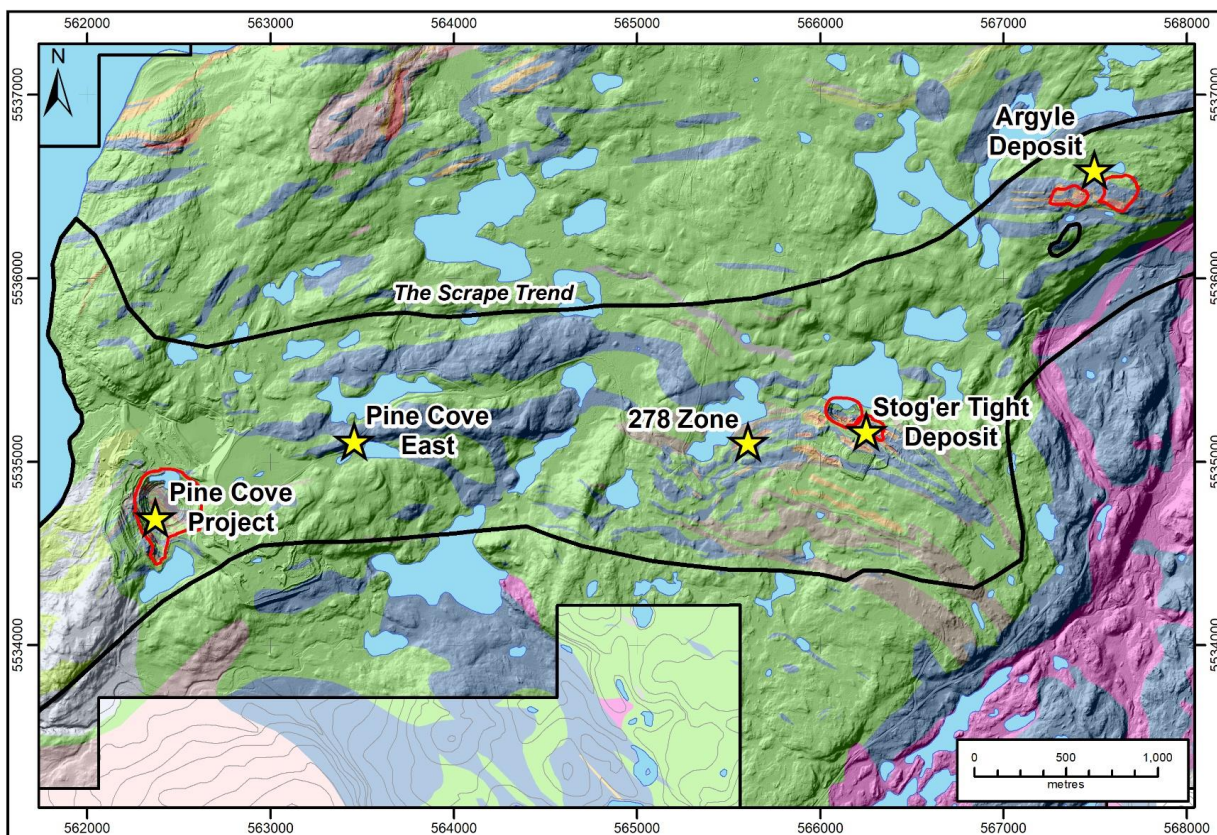 562000 563000 564000 565000 566000 567000 568000
N
5537000
5537000
Argyle
Deposit
5536000
5536000
The Scrape Trend
Pine Cove
East
278 Zone
Stog'er Tight
Deposit
5535000
5535000
Pine Cove
Project
5534000
5534000
0 500 1,000
metres
562000 563000 564000 565000 566000 567000 568000